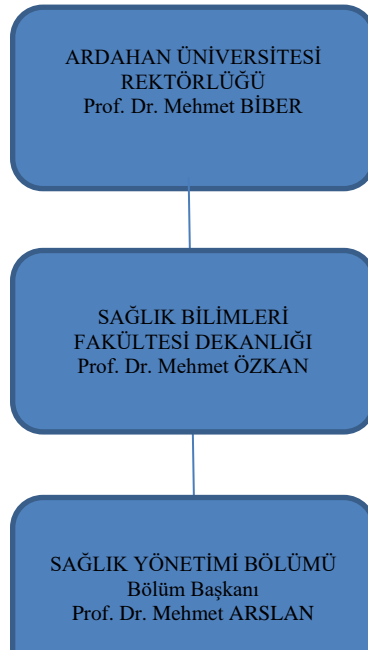 ARDAHAN ÜNİVERSİTESİ
REKTÖRLÜĞÜ
Prof. Dr. Mehmet BİBER
SAĞLIK BİLİMLERİ
FAKÜLTESİ DEKANLIĞI
Prof. Dr. Mehmet ÖZKAN
SAĞLIK YÖNETİMİ BÖLÜMÜ
Bölüm Başkanı
Prof. Dr. Mehmet ARSLAN